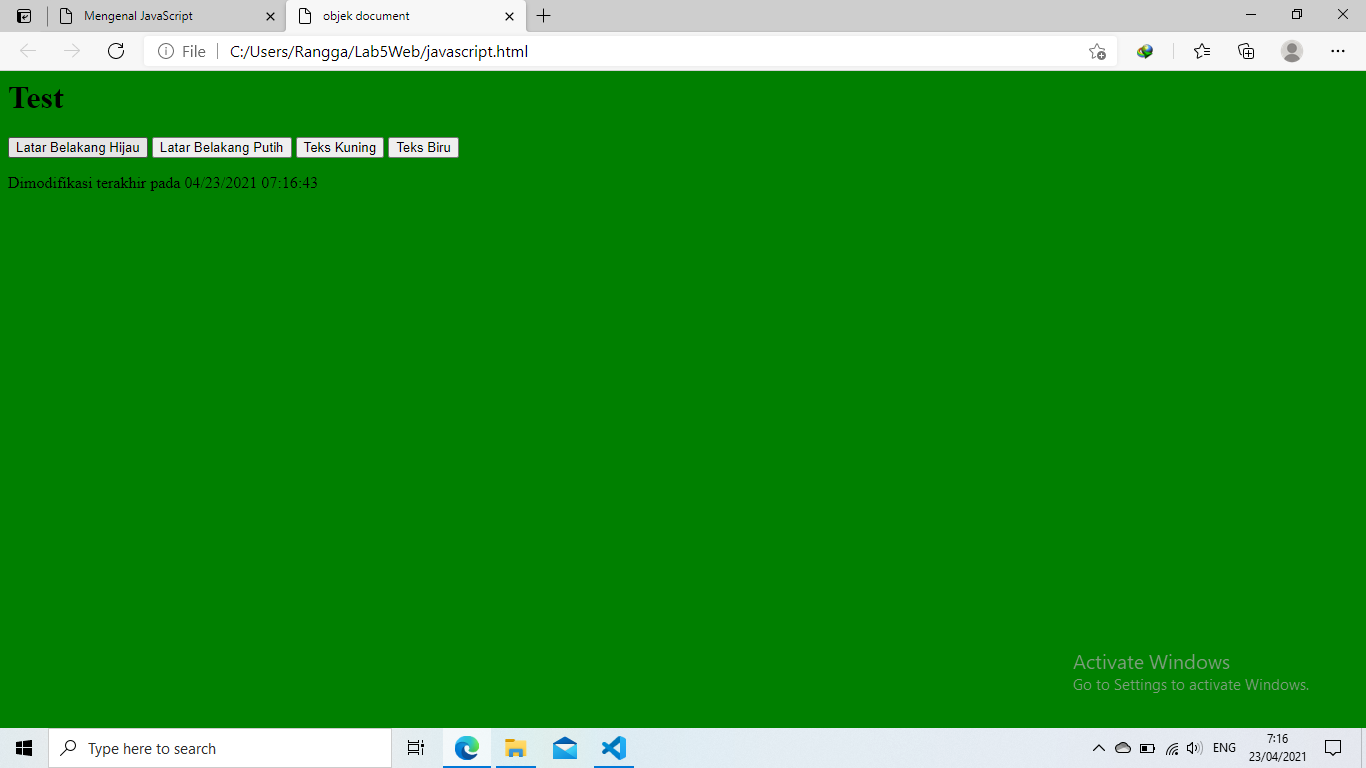 Mengenal JavaScript
objek document
File
C:/Users/Rangga/Lab5Web/javascript.html
Test
Latar Belakang Hijau Latar Belakang Putih Teks Kuning Teks Biru
Dimodifikasi terakhir pada 04/23/2021 07:16:43
Activate Windows
Go to Settings to activate Windows.
Type here to search
ENG
7:16
23/04/2021